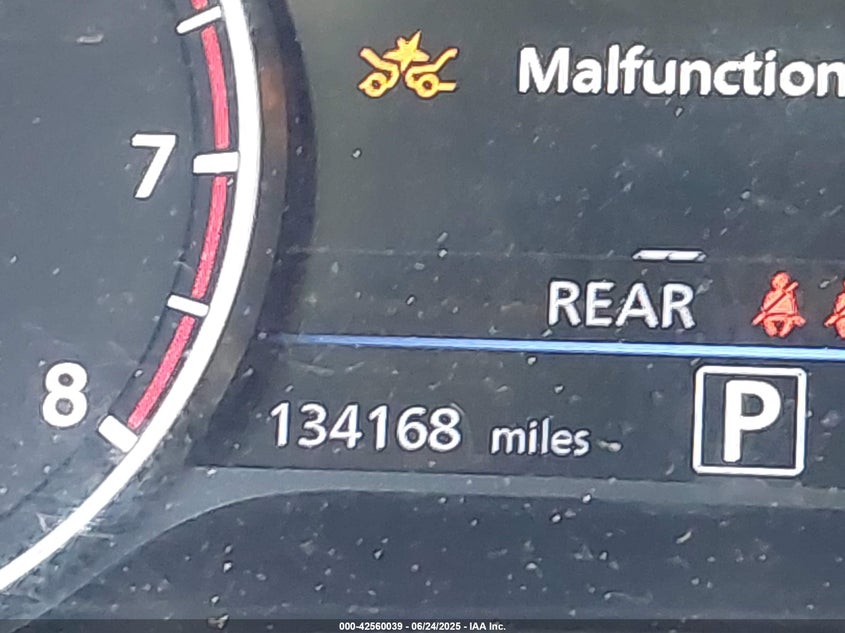 Malfunction
7
REAR
8
134168 miles
P
000-42560039 - 06/24/2025 - IAA Inc.